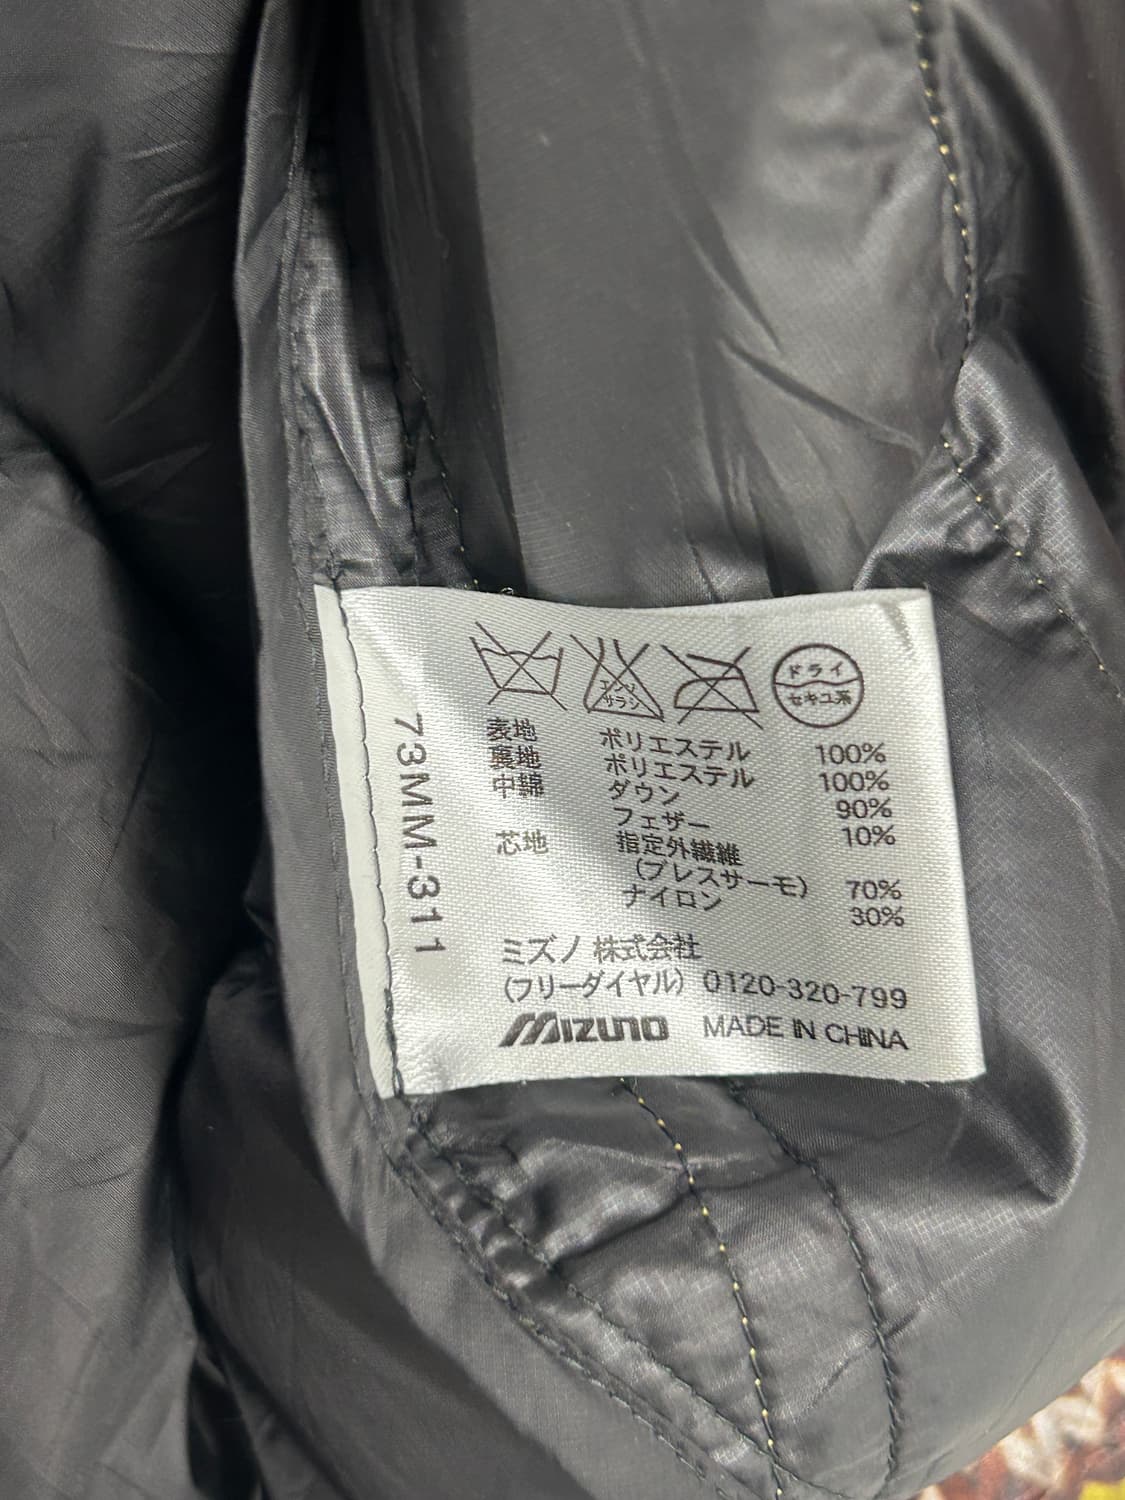 エンソ
サラシ
ドライ
セキユ系
表地 ポリエステル 100%
裏地 ポリエステル 100%
中綿 ダウン 90%
フェザー 10%
芯地 指定外繊維
(ブレスサーモ) 70%
ナイロン 30%
ミズノ 株式会社
(フリーダイヤル) 0120-320-799
MIZUNO MADE IN CHINA
73MM-311